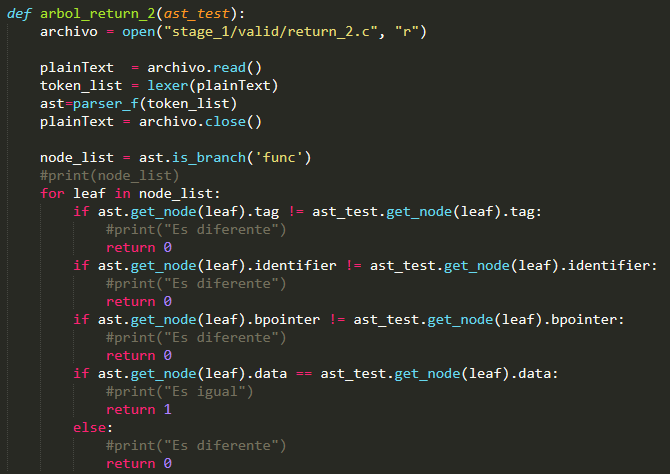 def arbol_return_2(ast_test):
    archivo = open("stage_1/valid/return_2.c", "r")

    plainText  = archivo.read()
    token_list = lexer(plainText)
    ast=parser_f(token_list)
    plainText = archivo.close()

    node_list = ast.is_branch('func')
    #print(node_list)
    for leaf in node_list:
        if ast.get_node(leaf).tag != ast_test.get_node(leaf).tag:
            #print("Es diferente")
            return 0
        if ast.get_node(leaf).identifier != ast_test.get_node(leaf).identifier:
            #print("Es diferente")
            return 0
        if ast.get_node(leaf).bpointer != ast_test.get_node(leaf).bpointer:
            #print("Es diferente")
            return 0
        if ast.get_node(leaf).data == ast_test.get_node(leaf).data:
            #print("Es igual")
            return 1
        else:
            #print("Es diferente")
            return 0